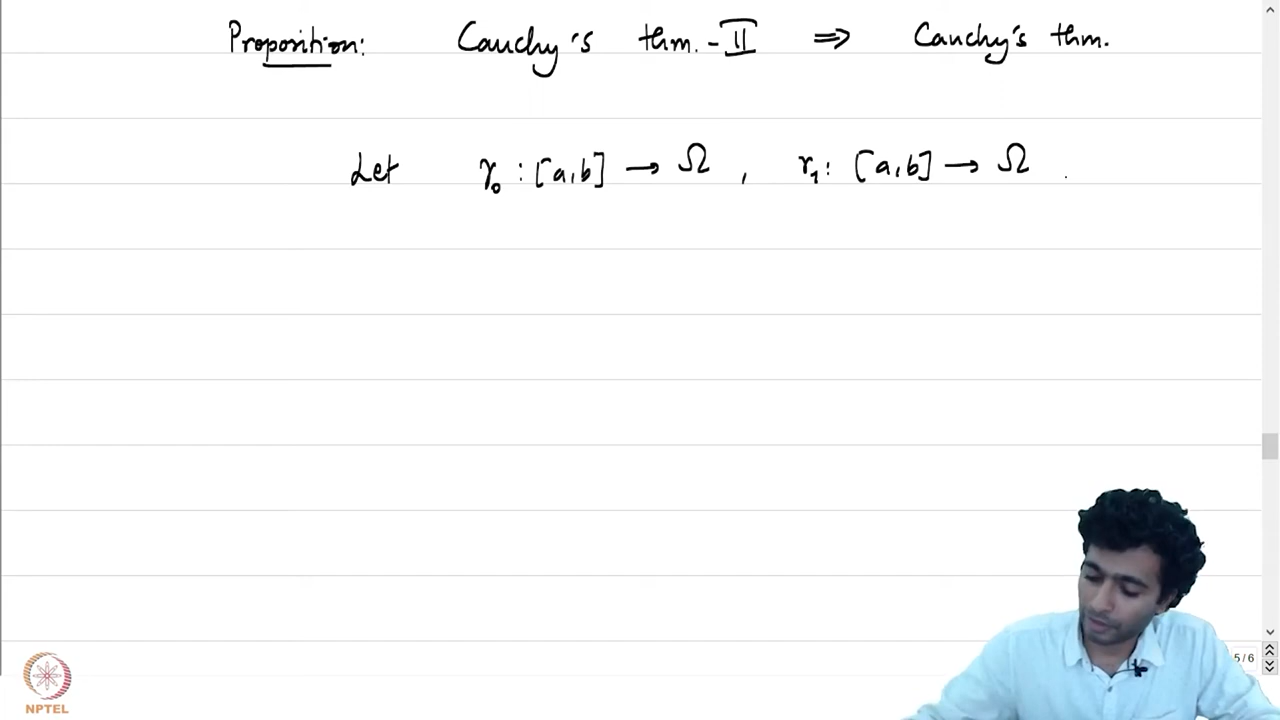 Proposition: Cauchy's thm.-II ⇒ Cauchy's thm.
Let γ₀ : [a,b] → Ω , γ₁ : [a,b] → Ω .
5 / 6
NPTEL